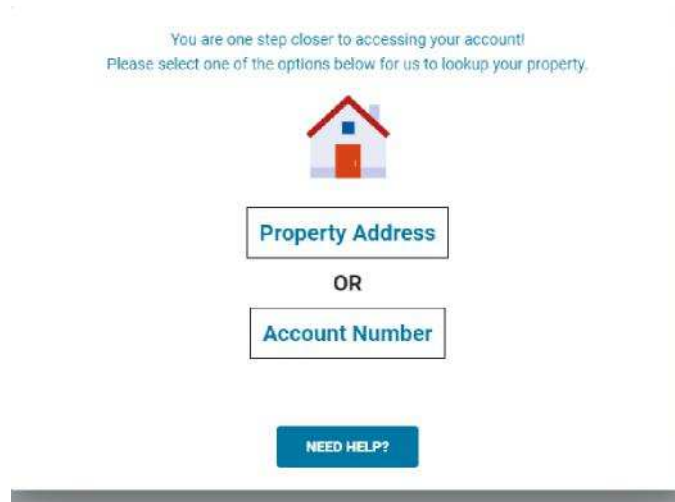 You are one step closer to accessing your account!
Please select one of the options below for us to lookup your property.
Property Address
OR
Account Number
NEED HELP?